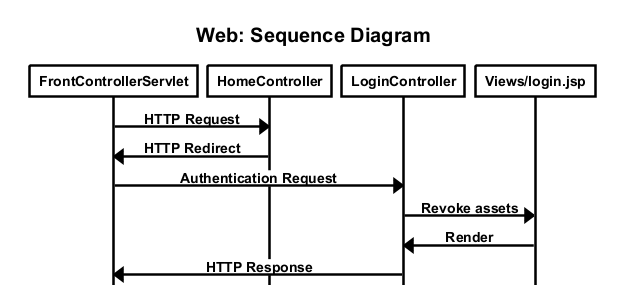 Web: Sequence Diagram
FrontControllerServlet
HomeController
LoginController
Views/login.jsp
HTTP Request
HTTP Redirect
Authentication Request
Revoke assets
Render
HTTP Response